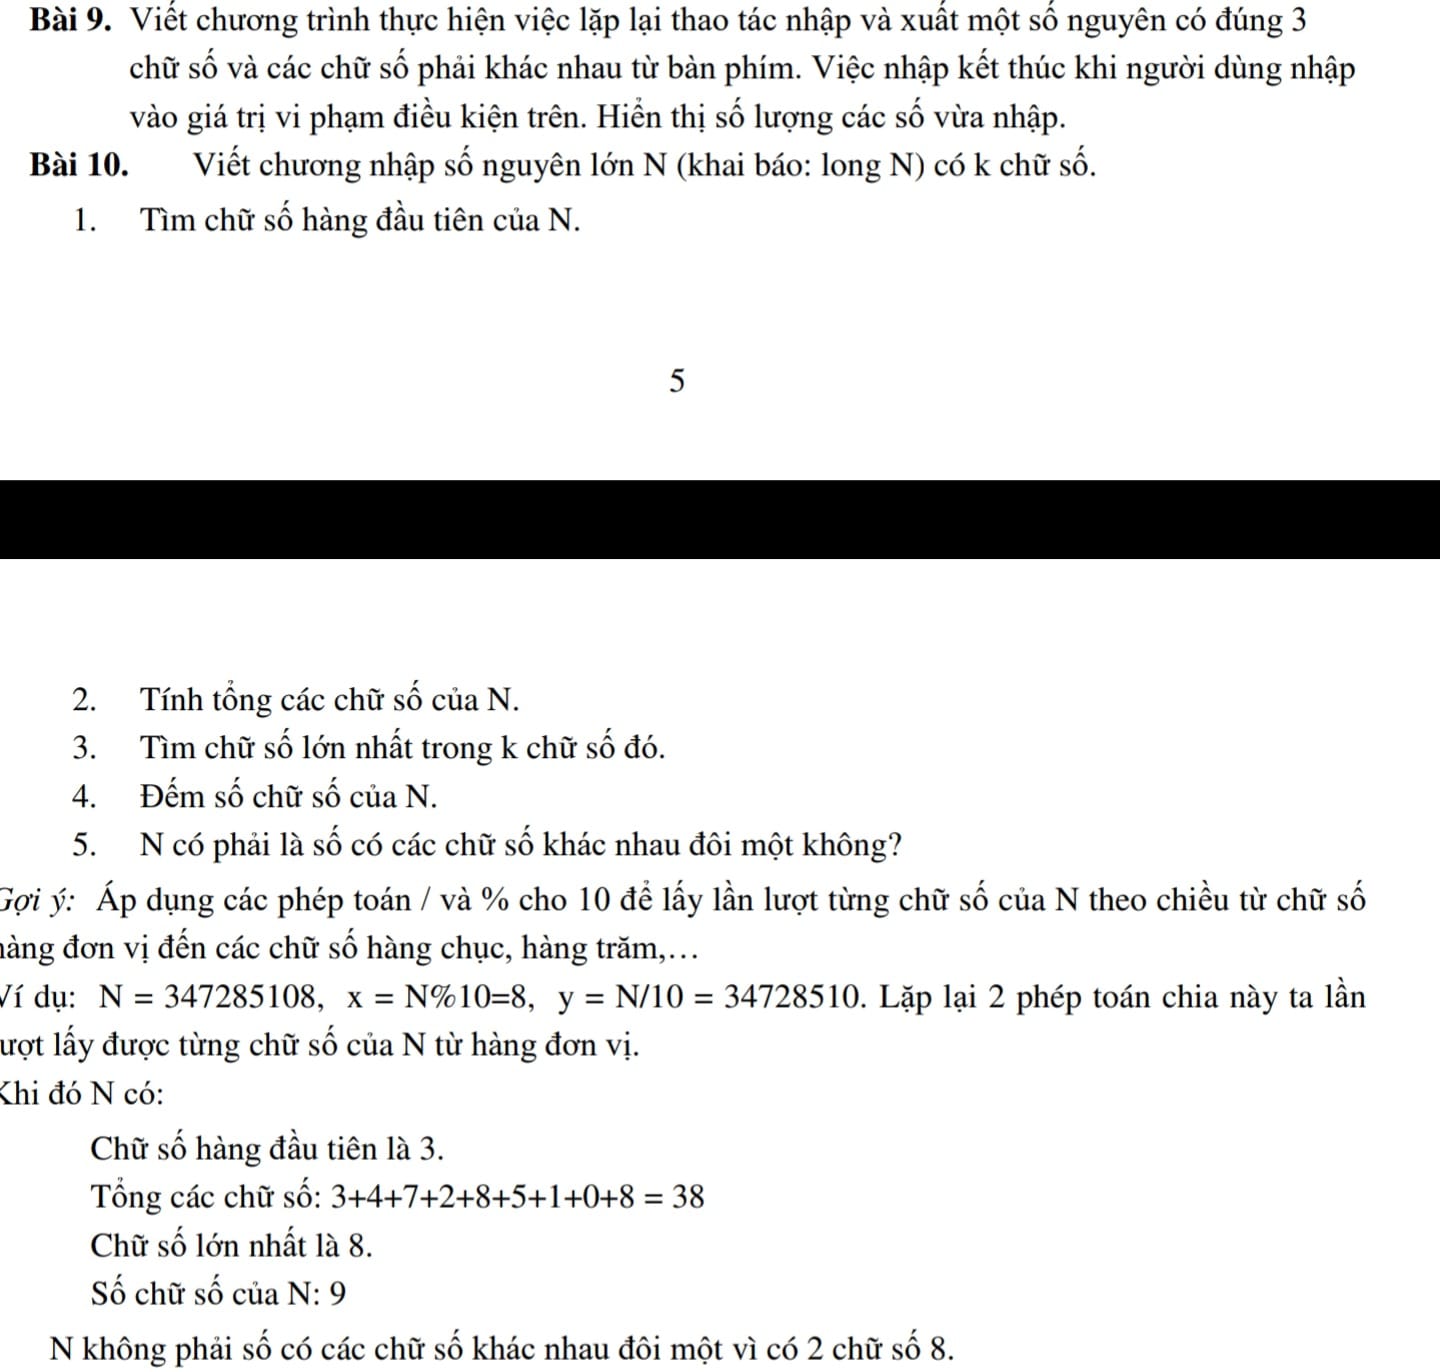 Bài 9. Viết chương trình thực hiện việc lặp lại thao tác nhập và xuất một số nguyên có đúng 3
chữ số và các chữ số phải khác nhau từ bàn phím. Việc nhập kết thúc khi người dùng nhập
vào giá trị vi phạm điều kiện trên. Hiển thị số lượng các số vừa nhập.
Bài 10. Viết chương nhập số nguyên lớn N (khai báo: long N) có k chữ số.
1. Tìm chữ số hàng đầu tiên của N.
5
2. Tính tổng các chữ số của N.
3. Tìm chữ số lớn nhất trong k chữ số đó.
4. Đếm số chữ số của N.
5. N có phải là số có các chữ số khác nhau đôi một không?
Gợi ý: Áp dụng các phép toán / và % cho 10 để lấy lần lượt từng chữ số của N theo chiều từ chữ số
hàng đơn vị đến các chữ số hàng chục, hàng trăm,…
Ví dụ: N = 347285108, x = N%10=8, y = N/10 = 34728510. Lặp lại 2 phép toán chia này ta lần
lượt lấy được từng chữ số của N từ hàng đơn vị.
Khi đó N có:
Chữ số hàng đầu tiên là 3.
Tổng các chữ số: 3+4+7+2+8+5+1+0+8 = 38
Chữ số lớn nhất là 8.
Số chữ số của N: 9
N không phải số có các chữ số khác nhau đôi một vì có 2 chữ số 8.